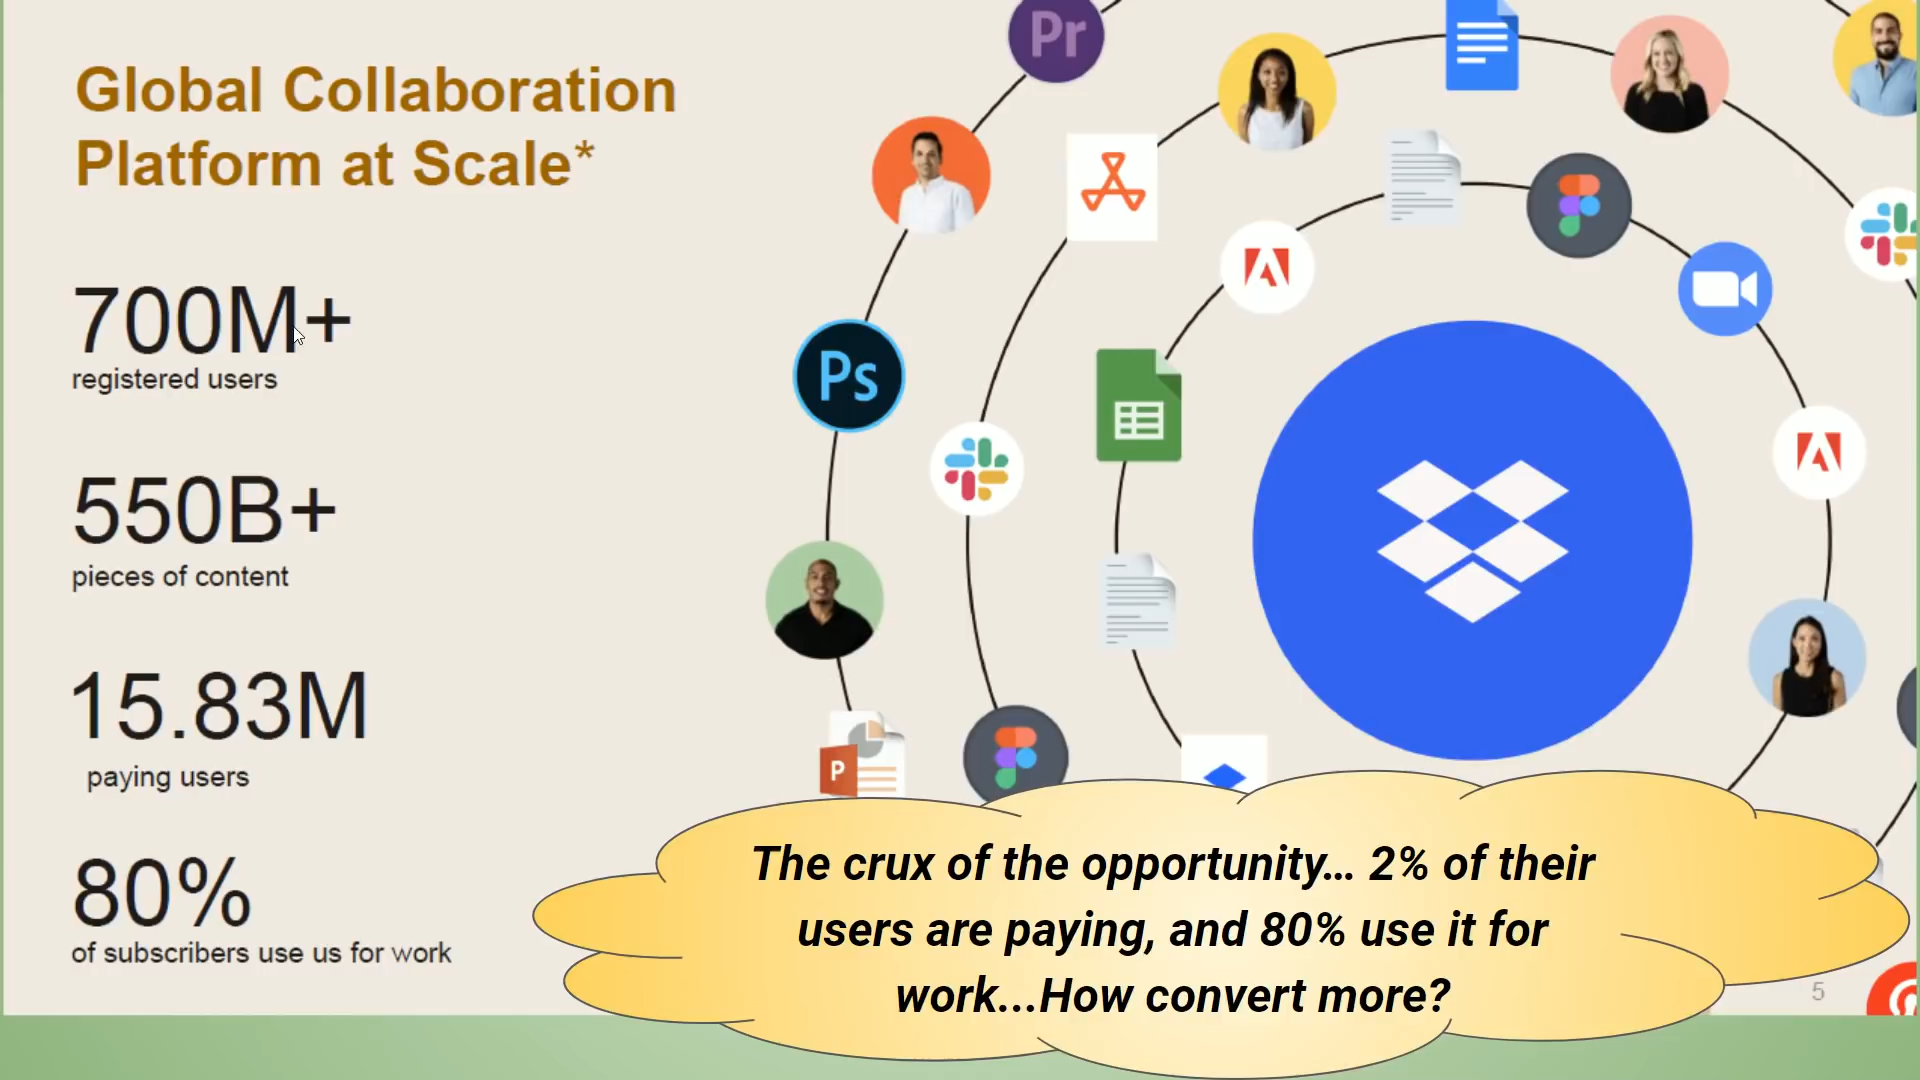 Global Collaboration
Platform at Scale*
700M+
registered users
550B+
pieces of content
15.83M
paying users
80%
of subscribers use us for work
Pr
Ps
P
The crux of the opportunity... 2% of their
users are paying, and 80% use it for
work...How convert more?
5